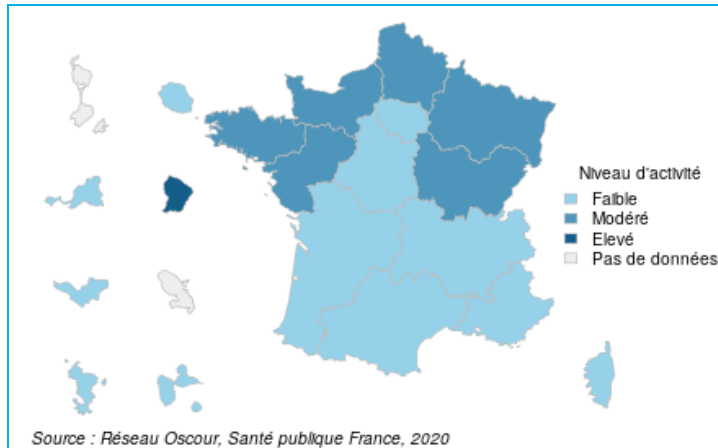 Niveau d'activité
Faible
Modéré
Elevé
Pas de données
Source : Réseau Oscour, Santé publique France, 2020